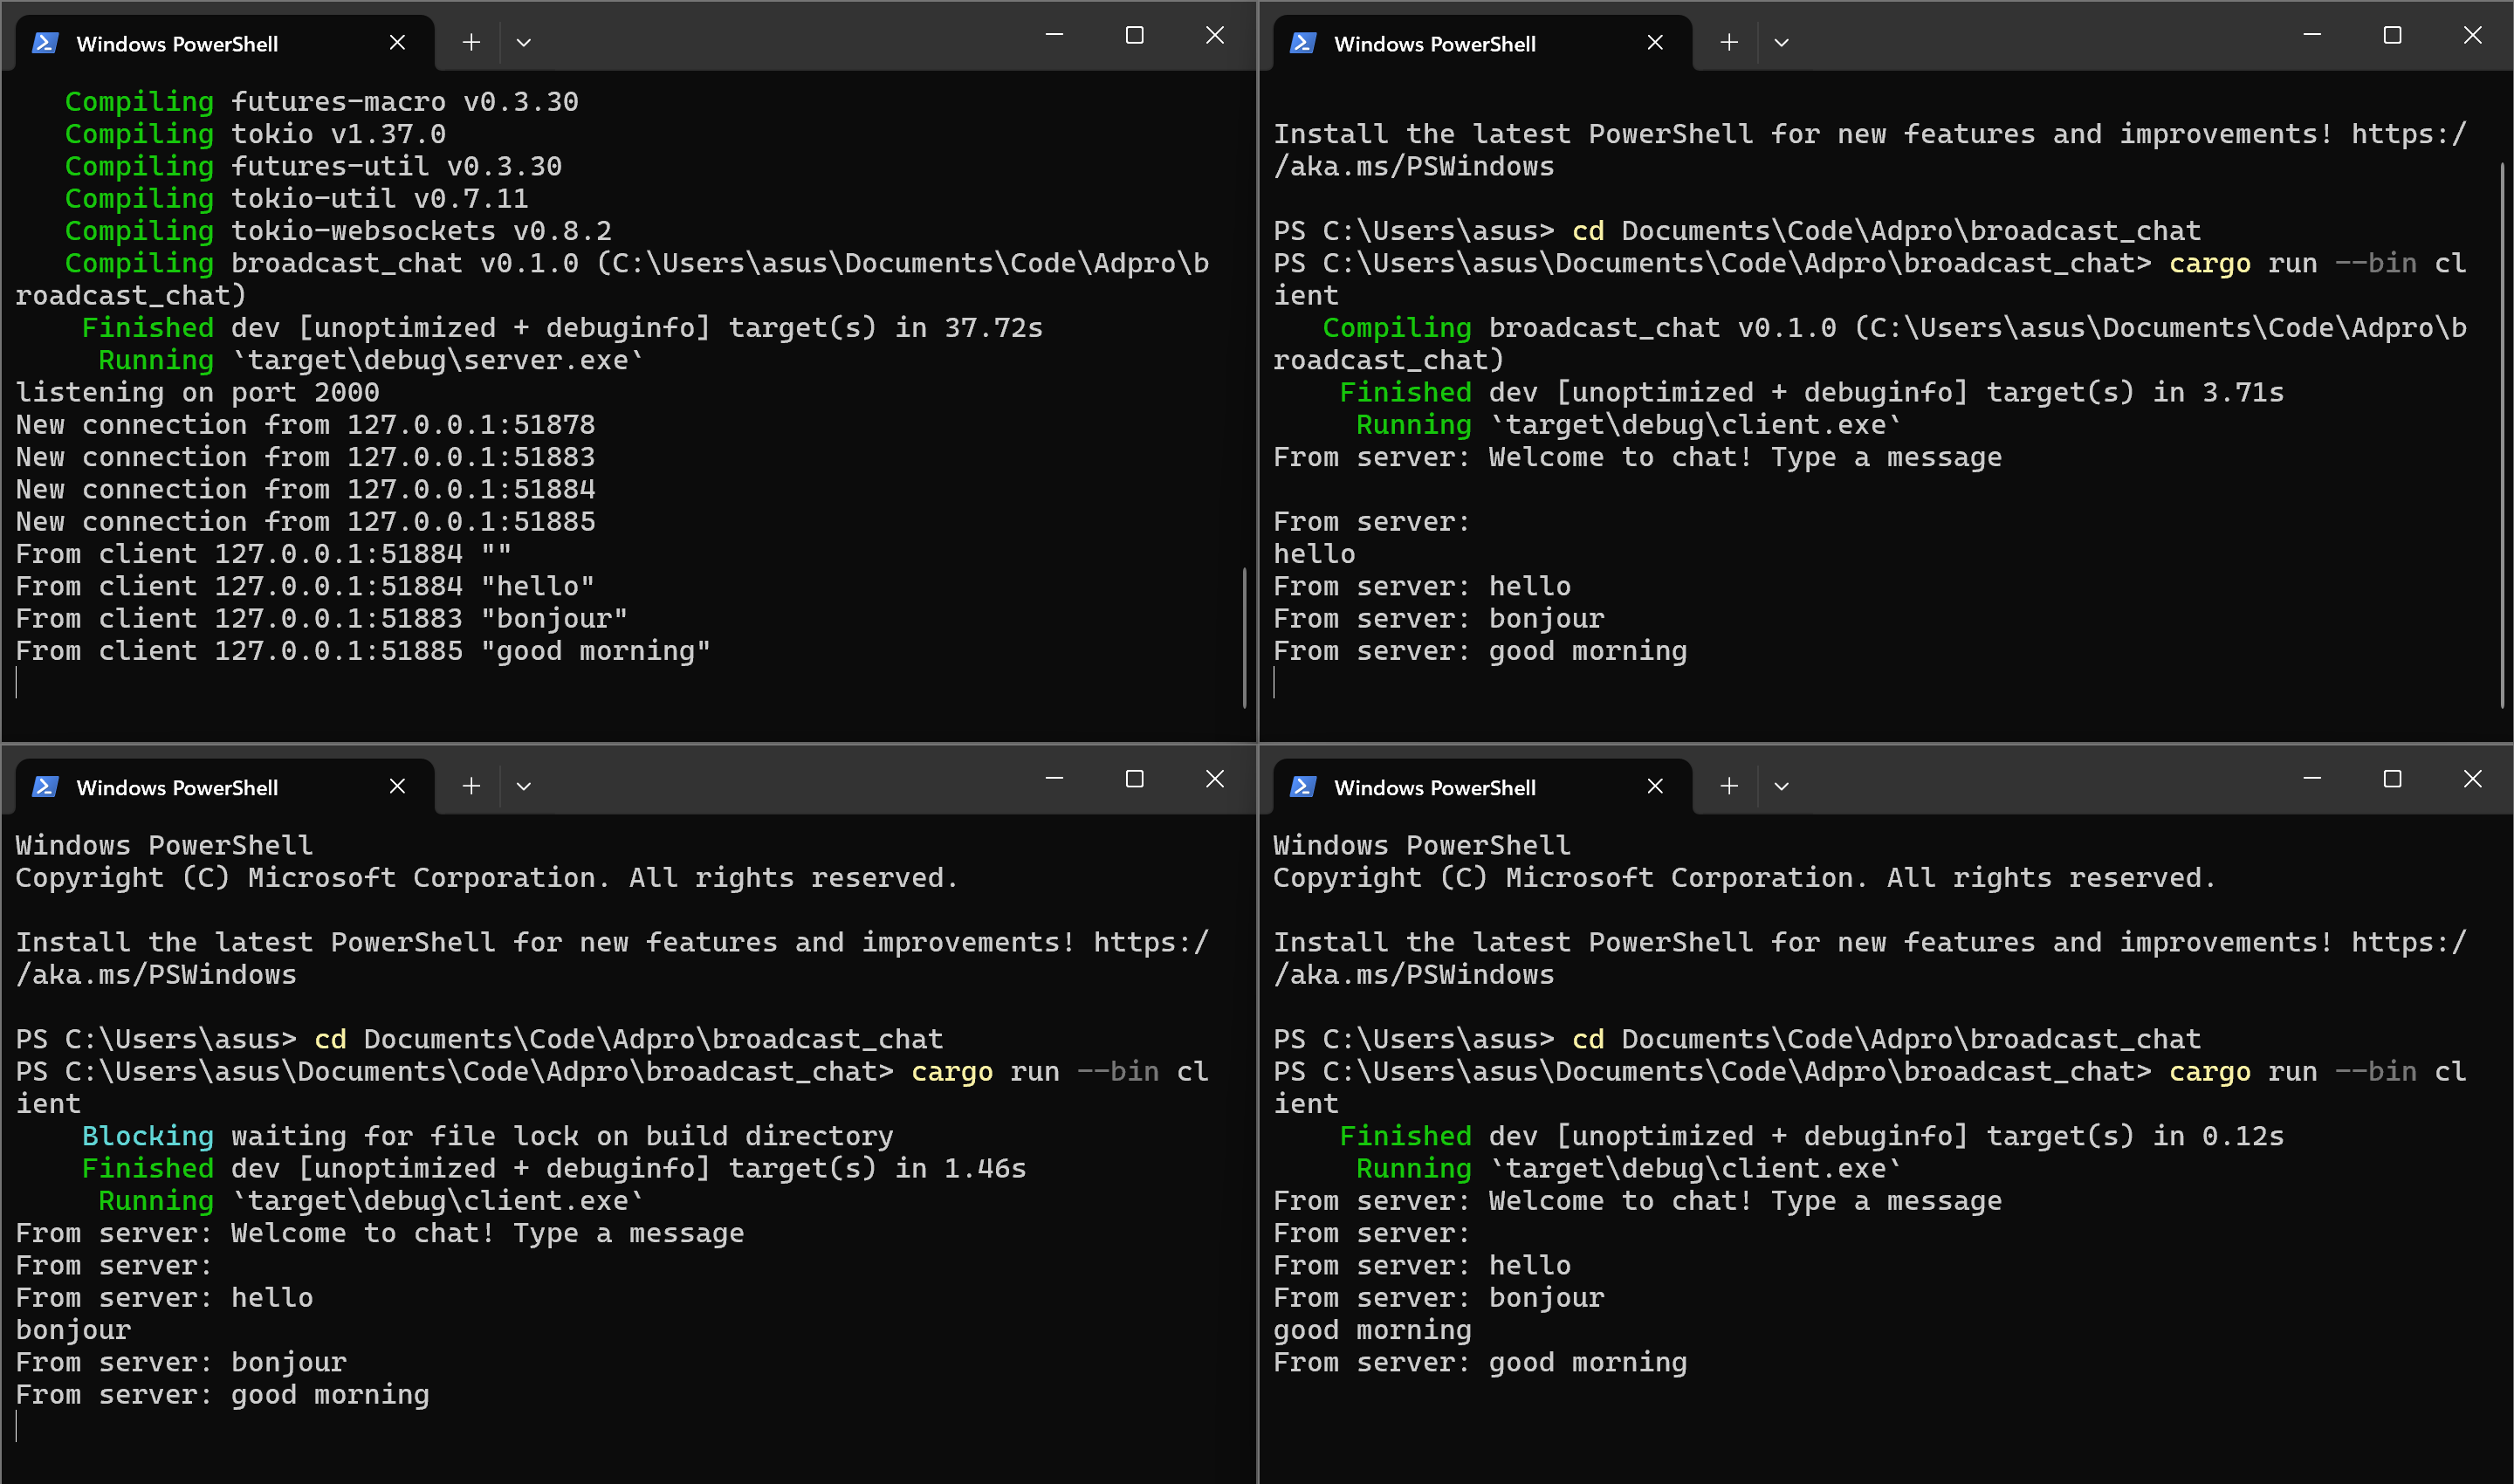 Windows PowerShell
Compiling futures-macro v0.3.30
Compiling tokio v1.37.0
Compiling futures-util v0.3.30
Compiling tokio-util v0.7.11
Compiling tokio-websockets v0.8.2
Compiling broadcast_chat v0.1.0 (C:\Users\asus\Documents\Code\Adpro\b
roadcast_chat)
Finished dev [unoptimized + debuginfo] target(s) in 37.72s
Running `target\debug\server.exe`
listening on port 2000
New connection from 127.0.0.1:51878
New connection from 127.0.0.1:51883
New connection from 127.0.0.1:51884
New connection from 127.0.0.1:51885
From client 127.0.0.1:51884 ""
From client 127.0.0.1:51884 "hello"
From client 127.0.0.1:51883 "bonjour"
From client 127.0.0.1:51885 "good morning"
Windows PowerShell
Install the latest PowerShell for new features and improvements! https:/
/aka.ms/PSWindows
PS C:\Users\asus> cd Documents\Code\Adpro\broadcast_chat
PS C:\Users\asus\Documents\Code\Adpro\broadcast_chat> cargo run --bin cl
ient
Compiling broadcast_chat v0.1.0 (C:\Users\asus\Documents\Code\Adpro\b
roadcast_chat)
Finished dev [unoptimized + debuginfo] target(s) in 3.71s
Running `target\debug\client.exe`
From server: Welcome to chat! Type a message
From server:
hello
From server: hello
From server: bonjour
From server: good morning
Windows PowerShell
Windows PowerShell
Copyright (C) Microsoft Corporation. All rights reserved.
Install the latest PowerShell for new features and improvements! https:/
/aka.ms/PSWindows
PS C:\Users\asus> cd Documents\Code\Adpro\broadcast_chat
PS C:\Users\asus\Documents\Code\Adpro\broadcast_chat> cargo run --bin cl
ient
Blocking waiting for file lock on build directory
Finished dev [unoptimized + debuginfo] target(s) in 1.46s
Running `target\debug\client.exe`
From server: Welcome to chat! Type a message
From server:
From server: hello
bonjour
From server: bonjour
From server: good morning
Windows PowerShell
Windows PowerShell
Copyright (C) Microsoft Corporation. All rights reserved.
Install the latest PowerShell for new features and improvements! https:/
/aka.ms/PSWindows
PS C:\Users\asus> cd Documents\Code\Adpro\broadcast_chat
PS C:\Users\asus\Documents\Code\Adpro\broadcast_chat> cargo run --bin cl
ient
Finished dev [unoptimized + debuginfo] target(s) in 0.12s
Running `target\debug\client.exe`
From server: Welcome to chat! Type a message
From server:
From server: hello
From server: bonjour
good morning
From server: good morning